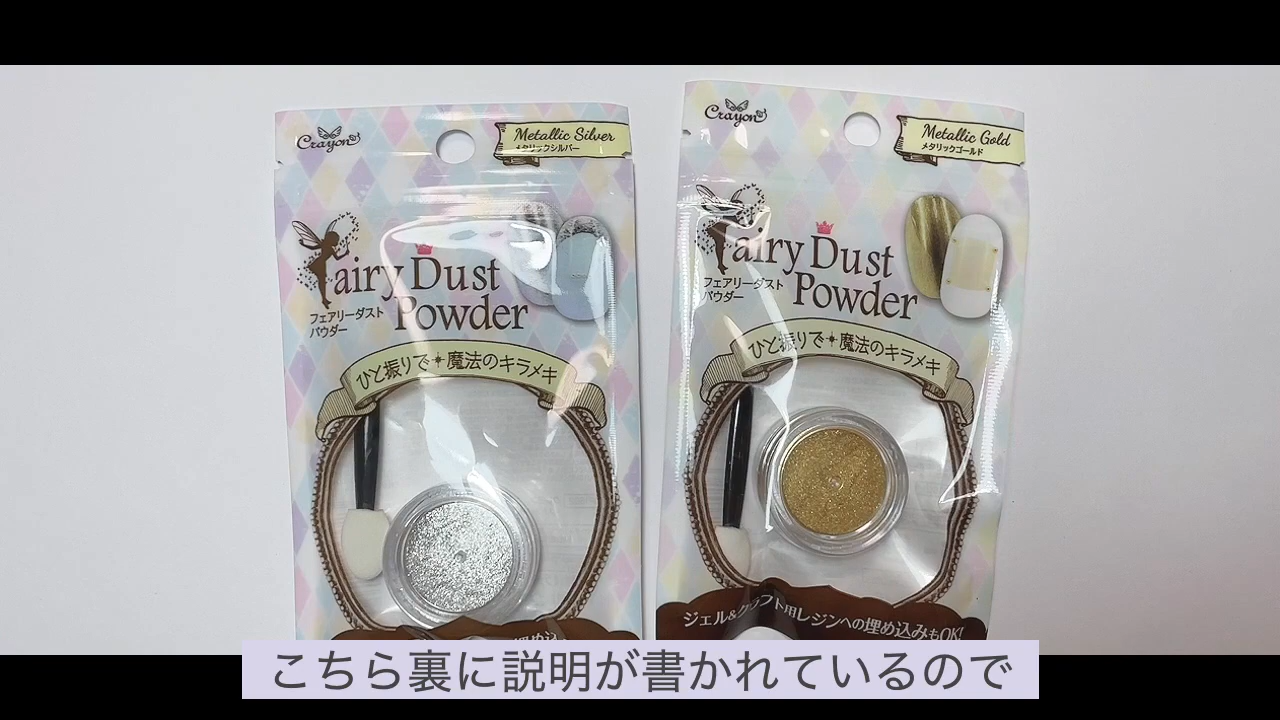 Crayon
Metallic Silver
メタリックシルバー
Fairy Dust
Powder
フェアリーダスト
パウダー
ひと振りで✦魔法のキラメキ
Crayon
Metallic Gold
メタリックゴールド
Fairy Dust
Powder
フェアリーダスト
パウダー
ひと振りで✦魔法のキラメキ
ジェル&クラフト用レジンへの埋め込みもOK!
こちら裏に説明が書かれているので